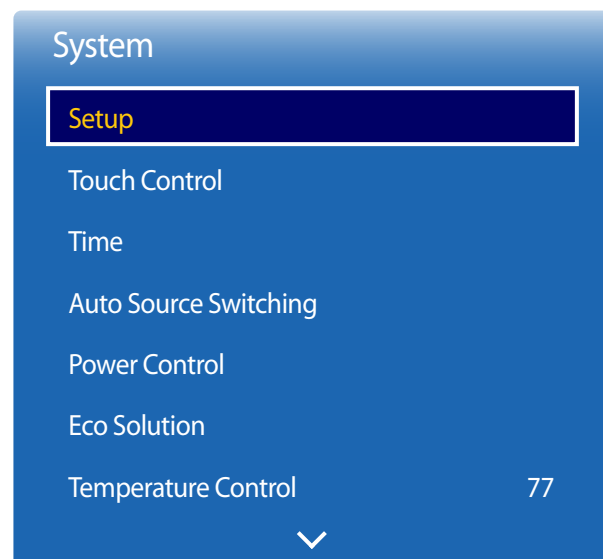 System
Setup
Touch Control
Time
Auto Source Switching
Power Control
Eco Solution
Temperature Control 77